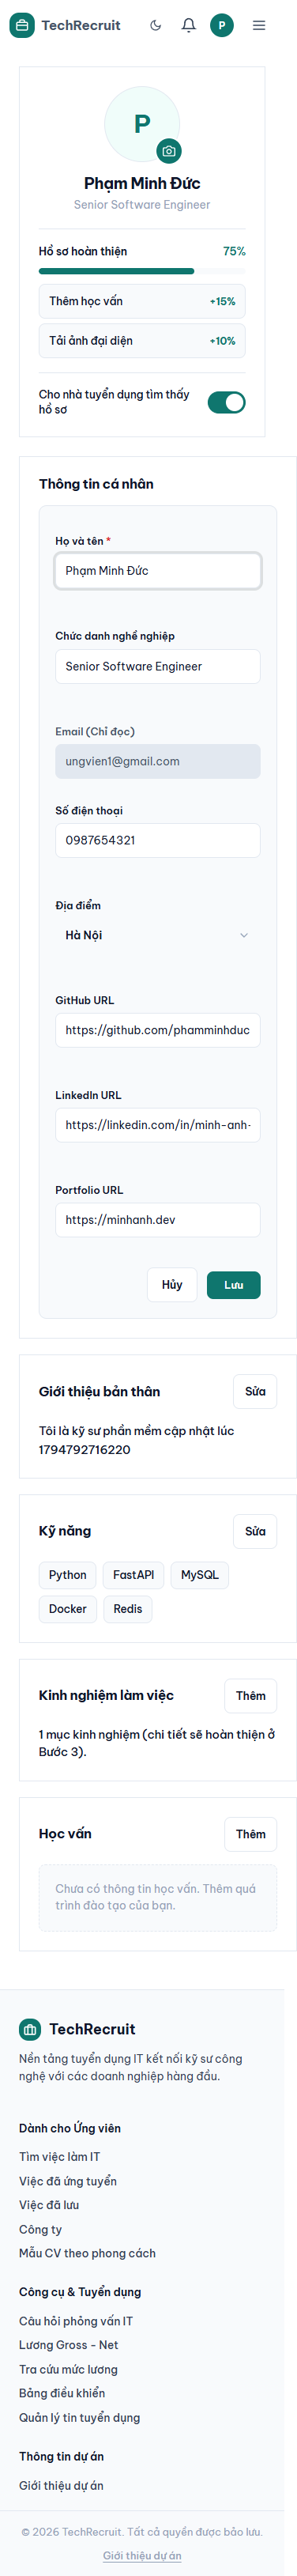 TechRecruit
P
P
Phạm Minh Đức
Senior Software Engineer
Hồ sơ hoàn thiện 75%
Thêm học vấn +15%
Tải ảnh đại diện +10%
Cho nhà tuyển dụng tìm thấy
hồ sơ
Thông tin cá nhân
Họ và tên *
Phạm Minh Đức
Chức danh nghề nghiệp
Senior Software Engineer
Email (Chỉ đọc)
ungvien1@gmail.com
Số điện thoại
0987654321
Địa điểm
Hà Nội
GitHub URL
https://github.com/phamminhduc
LinkedIn URL
https://linkedin.com/in/minh-anh-
Portfolio URL
https://minhanh.dev
Hủy Lưu
Giới thiệu bản thân Sửa
Tôi là kỹ sư phần mềm cập nhật lúc
1794792716220
Kỹ năng Sửa
Python FastAPI MySQL
Docker Redis
Kinh nghiệm làm việc Thêm
1 mục kinh nghiệm (chi tiết sẽ hoàn thiện ở
Bước 3).
Học vấn Thêm
Chưa có thông tin học vấn. Thêm quá
trình đào tạo của bạn.
TechRecruit
Nền tảng tuyển dụng IT kết nối kỹ sư công
nghệ với các doanh nghiệp hàng đầu.
Dành cho Ứng viên
Tìm việc làm IT
Việc đã ứng tuyển
Việc đã lưu
Công ty
Mẫu CV theo phong cách
Công cụ & Tuyển dụng
Câu hỏi phỏng vấn IT
Lương Gross - Net
Tra cứu mức lương
Bảng điều khiển
Quản lý tin tuyển dụng
Thông tin dự án
Giới thiệu dự án
© 2026 TechRecruit. Tất cả quyền được bảo lưu.
Giới thiệu dự án